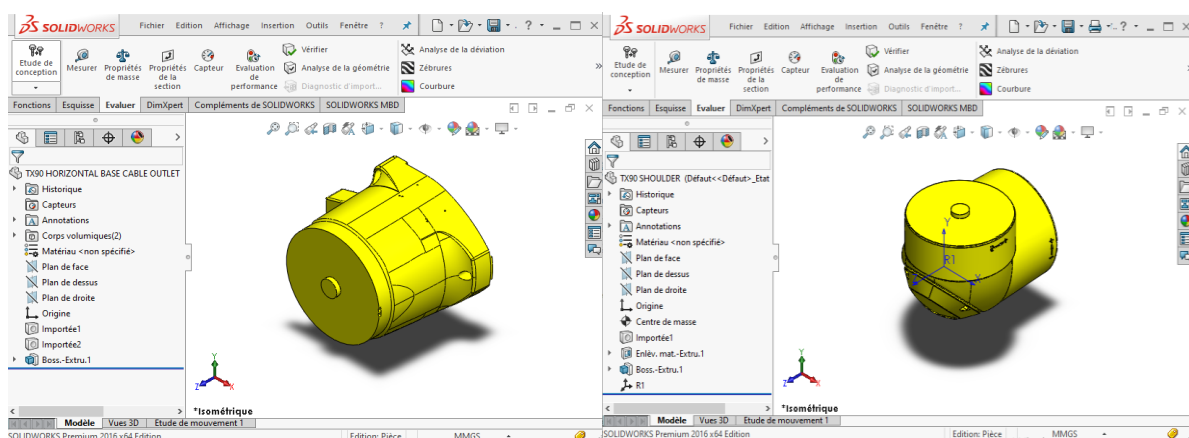 SOLIDWORKS Fichier Edition Affichage Insertion Outils Fenêtre ?
Etude de conception
Mesurer
Propriétés de masse
Propriétés de la section
Capteur
Evaluation de performance
Vérifier
Analyse de la géométrie
Diagnostic d'import...
Analyse de la déviation
Zébrures
Courbure
Fonctions Esquisse Evaluer DimXpert Compléments de SOLIDWORKS SOLIDWORKS MBD
TX90 HORIZONTAL BASE CABLE OUTLET
Historique
Capteurs
Annotations
Corps volumiques(2)
Matériau <non spécifié>
Plan de face
Plan de dessus
Plan de droite
Origine
Importée1
Importée2
Boss.-Extru.1
Y
Z X
*Isométrique
Modèle Vues 3D Etude de mouvement 1
SOLIDWORKS Premium 2016 x64 Edition Edition: Pièce MMGS
SOLIDWORKS Fichier Edition Affichage Insertion Outils Fenêtre ?
Etude de conception
Mesurer
Propriétés de masse
Propriétés de la section
Capteur
Evaluation de performance
Vérifier
Analyse de la géométrie
Diagnostic d'import...
Analyse de la déviation
Zébrures
Courbure
Fonctions Esquisse Evaluer DimXpert Compléments de SOLIDWORKS SOLIDWORKS MBD
TX90 SHOULDER (Défaut<<Défaut>_Etat
Historique
Capteurs
Annotations
Matériau <non spécifié>
Plan de face
Plan de dessus
Plan de droite
Origine
Centre de masse
Importée1
Enlév. mat.-Extru.1
Boss.-Extru.1
R1
Y
R1
Z X
Y
Z X
*Isométrique
Modèle Vues 3D Etude de mouvement 1
SOLIDWORKS Premium 2016 x64 Edition Edition: Pièce MMGS